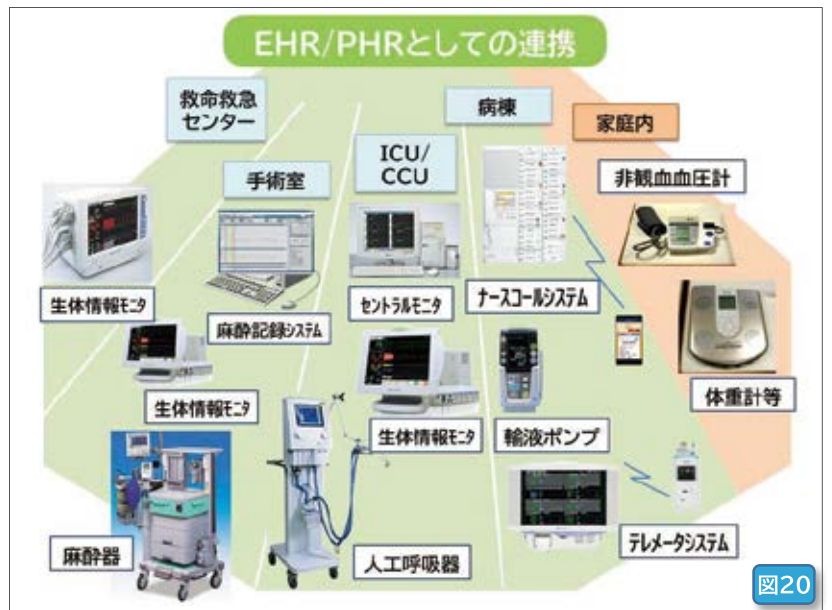 EHR/PHRとしての連携
救命救急
センター
病棟
家庭内
手術室
ICU/
CCU
非観血血圧計
生体情報モニタ
麻酔記録システム
セントラルモニタ
ナースコールシステム
生体情報モニタ
生体情報モニタ
輸液ポンプ
体重計等
麻酔器
人工呼吸器
テレメータシステム
図20